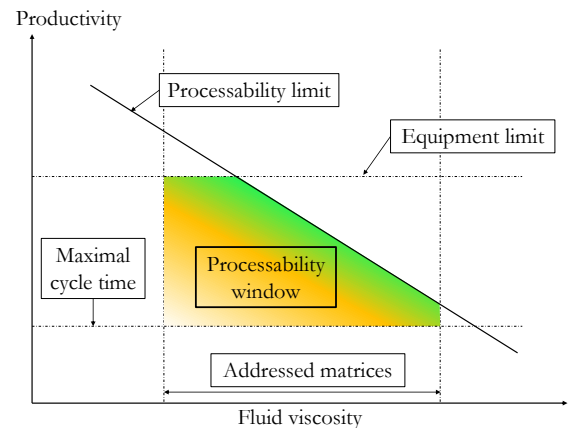 Productivity
Processability limit
Equipment limit
Maximal
cycle time
Processability
window
Addressed matrices
Fluid viscosity